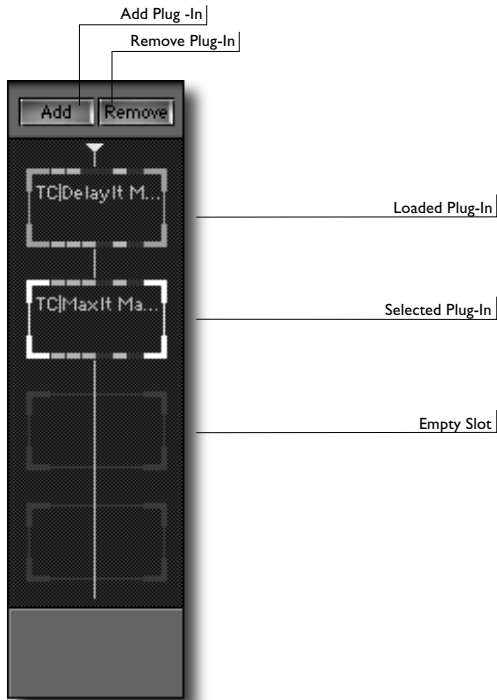 Add Plug -In
Remove Plug-In
Add Remove
TC|DelayIt M...
Loaded Plug-In
TC|MaxIt Ma...
Selected Plug-In
Empty Slot